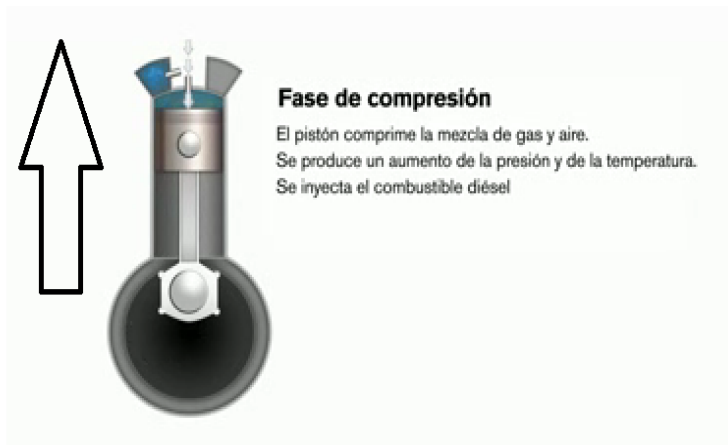 Fase de compresión
El pistón comprime la mezcla de gas y aire.
Se produce un aumento de la presión y de la temperatura.
Se inyecta el combustible diésel